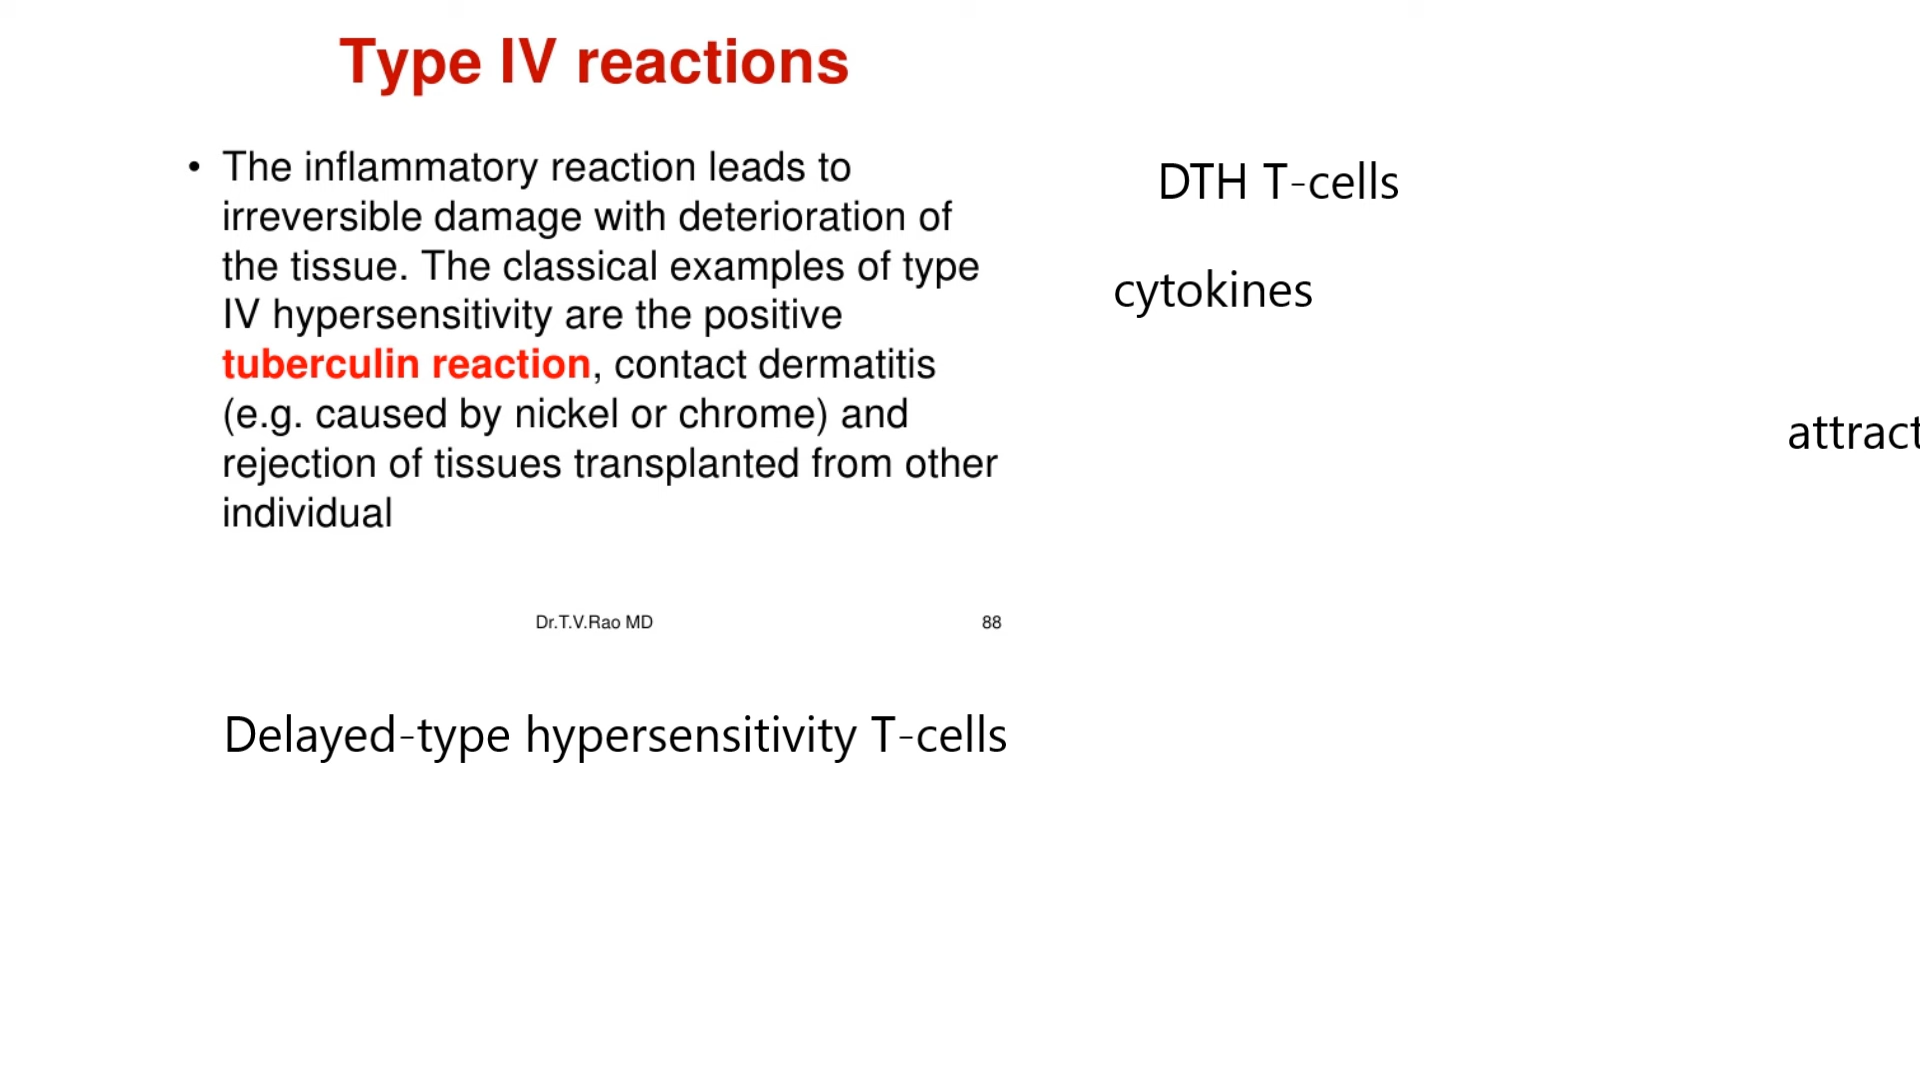 Type IV reactions
• The inflammatory reaction leads to
irreversible damage with deterioration of
the tissue. The classical examples of type
IV hypersensitivity are the positive
tuberculin reaction, contact dermatitis
(e.g. caused by nickel or chrome) and
rejection of tissues transplanted from other
individual
Dr.T.V.Rao MD
88
Delayed-type hypersensitivity T-cells
DTH T-cells
cytokines
attract